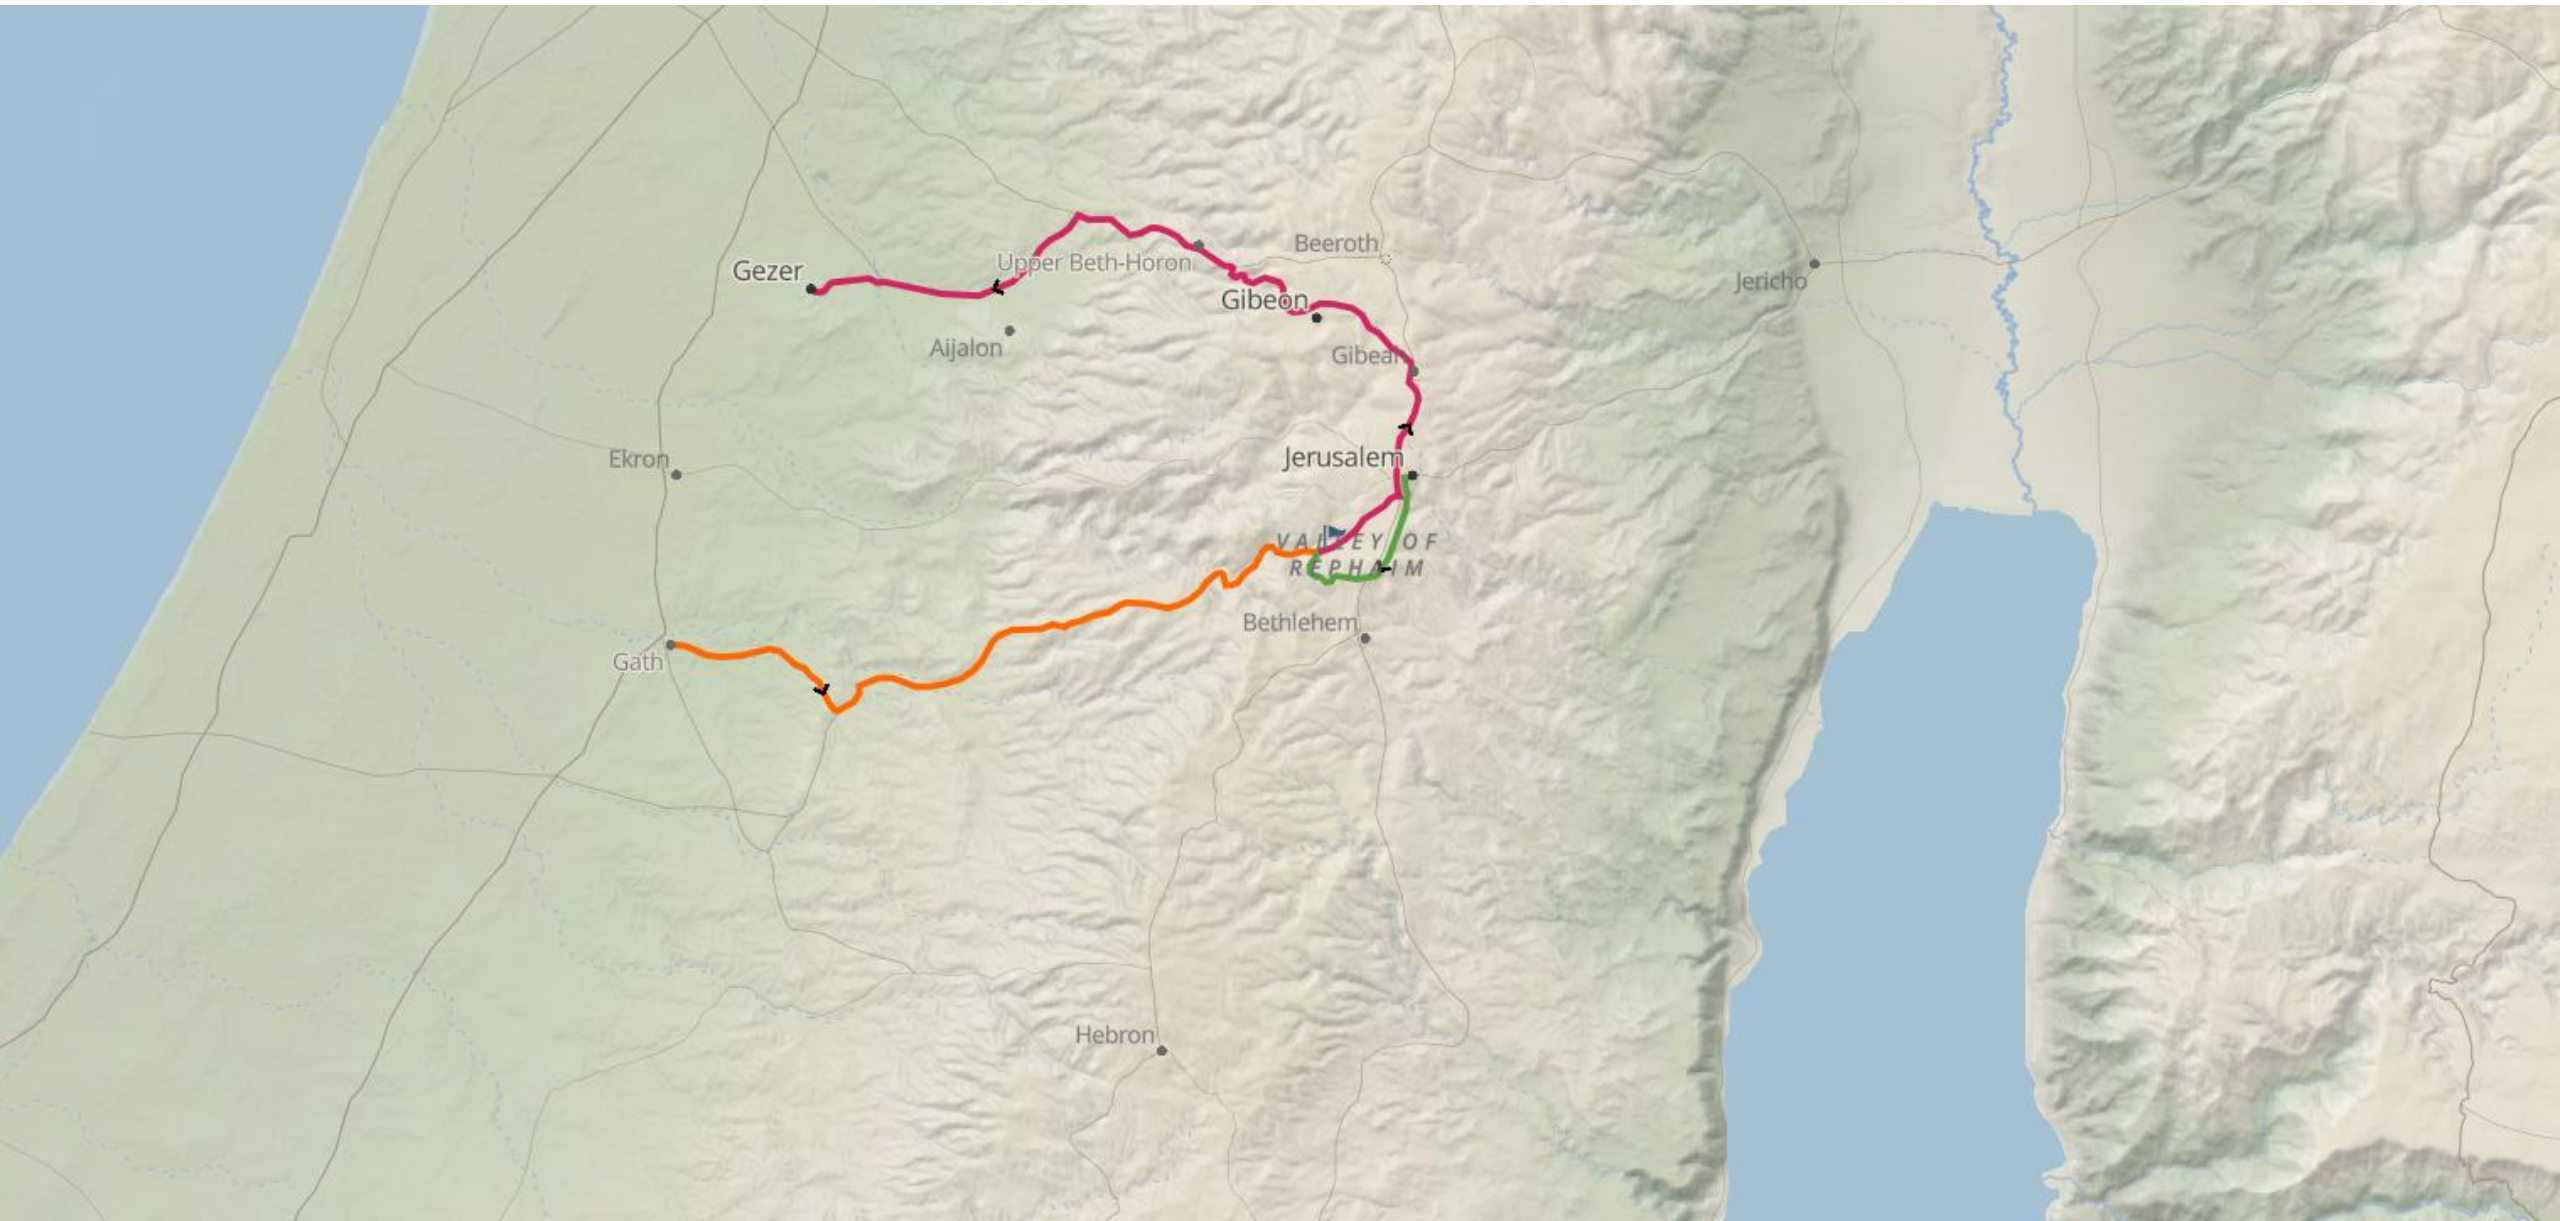 Beeroth
Gezer
Upper Beth-Horon
Jericho
Gibeon
Aijalon
Gibeah
Ekron
Jerusalem
VALLEY OF
REPHAIM
Bethlehem
Gath
Hebron